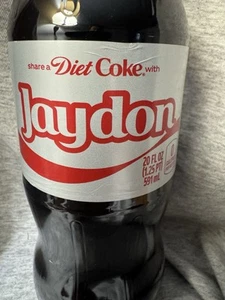 share a Diet Coke with
Jaydon
20 FL OZ
(1.25 PT)
591 mL